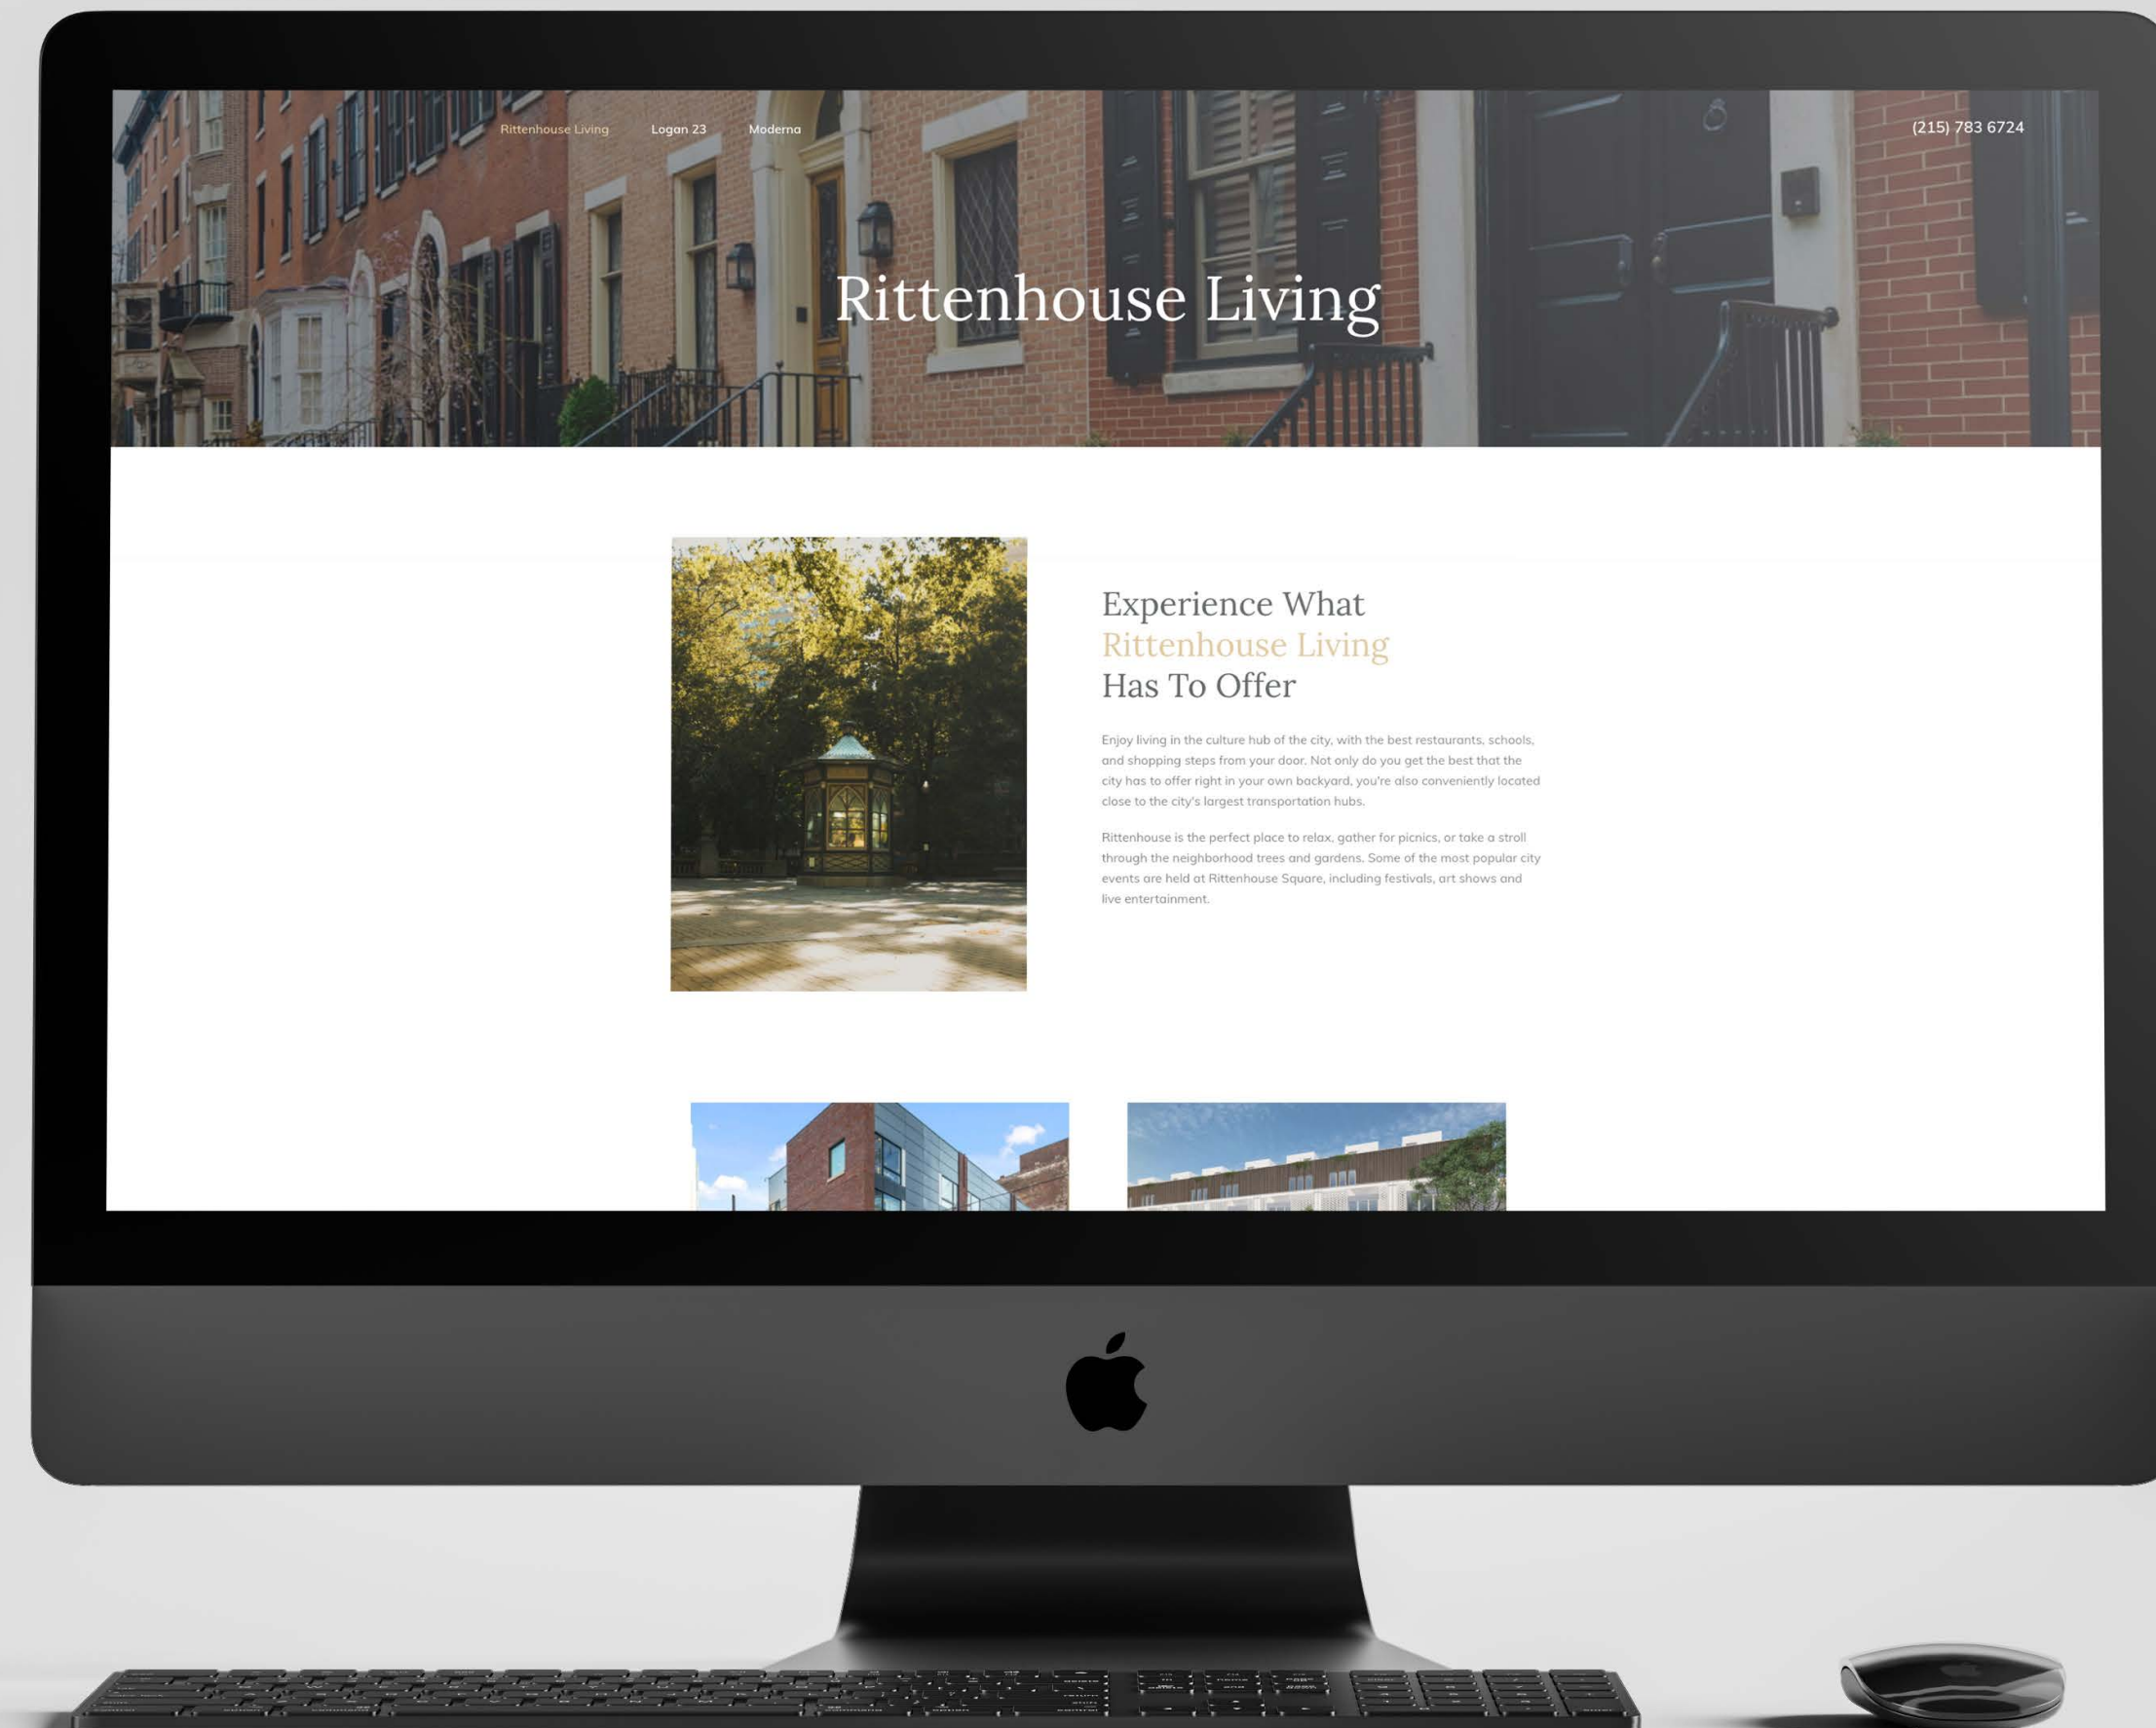 Rittenhouse Living
Logan 23
Moderna
(215) 783 6724
Rittenhouse Living
Experience What
Rittenhouse Living
Has To Offer
Enjoy living in the culture hub of the city, with the best restaurants, schools,
and shopping steps from your door. Not only do you get the best that the
city has to offer right in your own backyard, you're also conveniently located
close to the city's largest transportation hubs.
Rittenhouse is the perfect place to relax, gather for picnics, or take a stroll
through the neighborhood trees and gardens. Some of the most popular city
events are held at Rittenhouse Square, including festivals, art shows and
live entertainment.